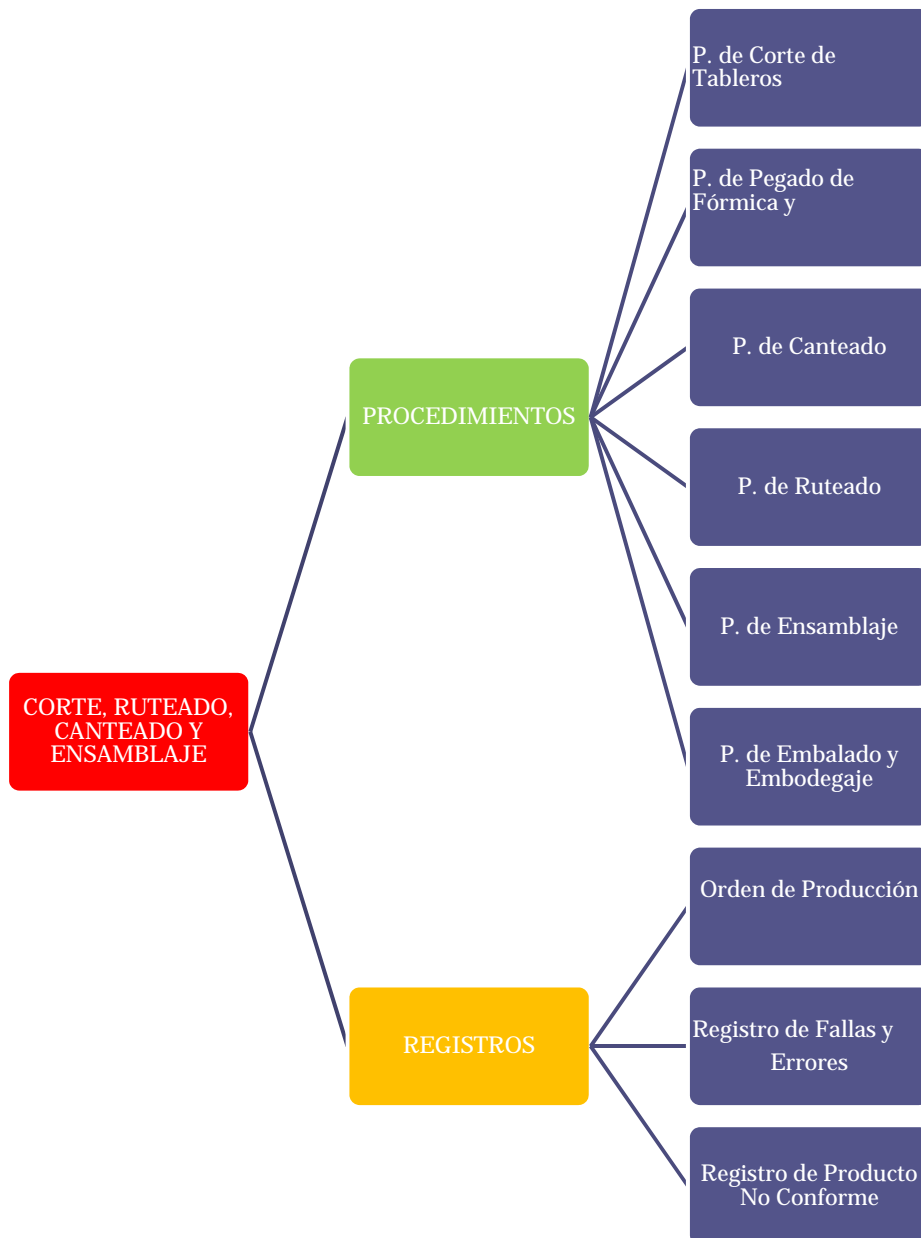 P. de Corte de
Tableros
P. de Pegado de
Fórmica y
P. de Canteado
PROCEDIMIENTOS
P. de Ruteado
P. de Ensamblaje
CORTE, RUTEADO,
CANTEADO Y
ENSAMBLAJE
P. de Embalado y
Embodegaje
Orden de Producción
REGISTROS
Registro de Fallas y
Errores
Registro de Producto
No Conforme